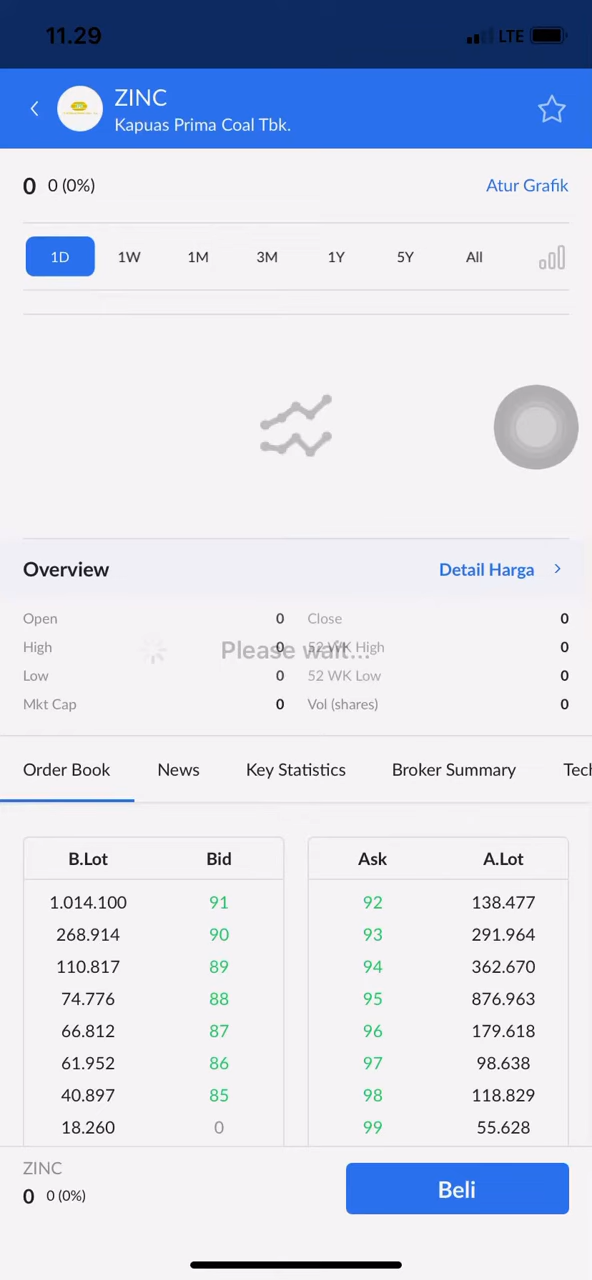 11.29
LTE
ZINC
Kapuas Prima Coal Tbk.
0 0 (0%) Atur Grafik
1D 1W 1M 3M 1Y 5Y All
Overview Detail Harga
Open 0 Close 0
High 0 52 WK High 0
Please wait...
Low 0 52 WK Low 0
Mkt Cap 0 Vol (shares) 0
Order Book News Key Statistics Broker Summary Tech
B.Lot Bid Ask A.Lot
1.014.100 91 92 138.477
268.914 90 93 291.964
110.817 89 94 362.670
74.776 88 95 876.963
66.812 87 96 179.618
61.952 86 97 98.638
40.897 85 98 118.829
18.260 0 99 55.628
ZINC
0 0 (0%)
Beli